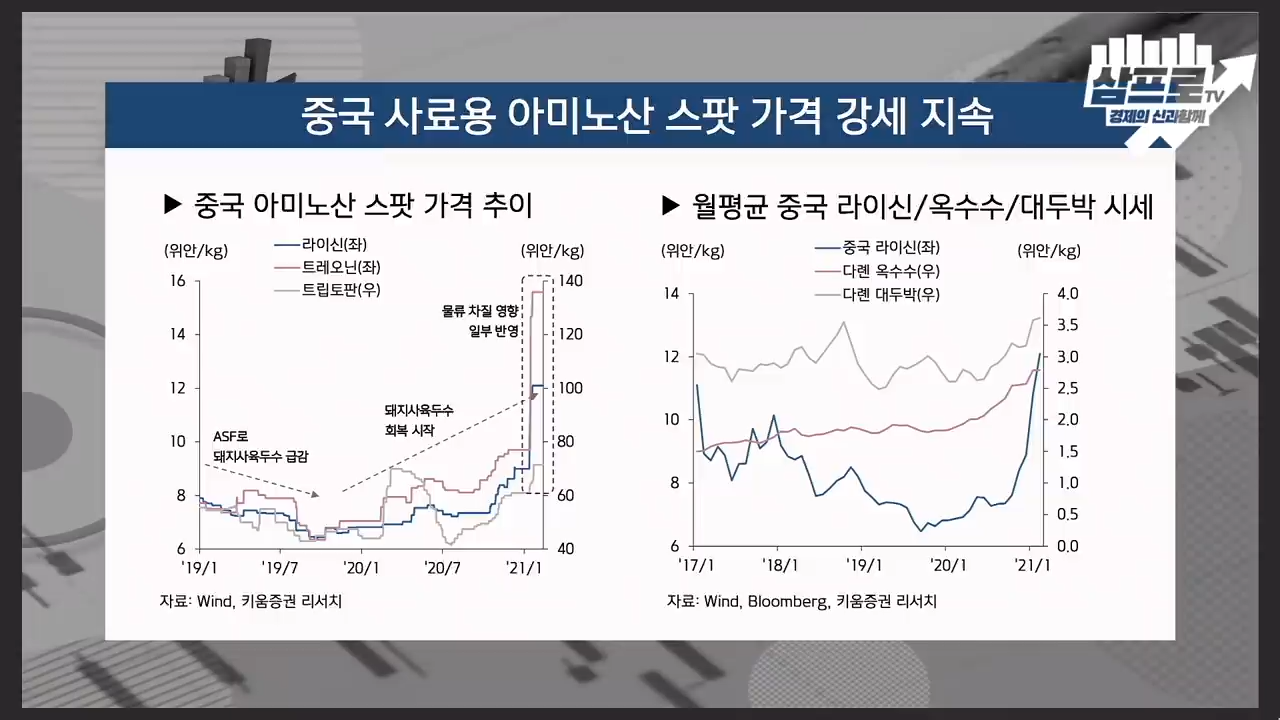 삼프로TV
경제의 신과함께
중국 사료용 아미노산 스팟 가격 강세 지속
▶ 중국 아미노산 스팟 가격 추이
(위안/kg)
라이신(좌)
트레오닌(좌)
트립토판(우)
(위안/kg)
16
14
12
10
8
6
140
120
100
80
60
40
물류 차질 영향
일부 반영
돼지사육두수
회복 시작
ASF로
돼지사육두수 급감
'19/1 '19/7 '20/1 '20/7 '21/1
자료: Wind, 키움증권 리서치
▶ 월평균 중국 라이신/옥수수/대두박 시세
(위안/kg)
중국 라이신(좌)
다롄 옥수수(우)
다롄 대두박(우)
(위안/kg)
14
12
10
8
6
4.0
3.5
3.0
2.5
2.0
1.5
1.0
0.5
0.0
'17/1 '18/1 '19/1 '20/1 '21/1
자료: Wind, Bloomberg, 키움증권 리서치